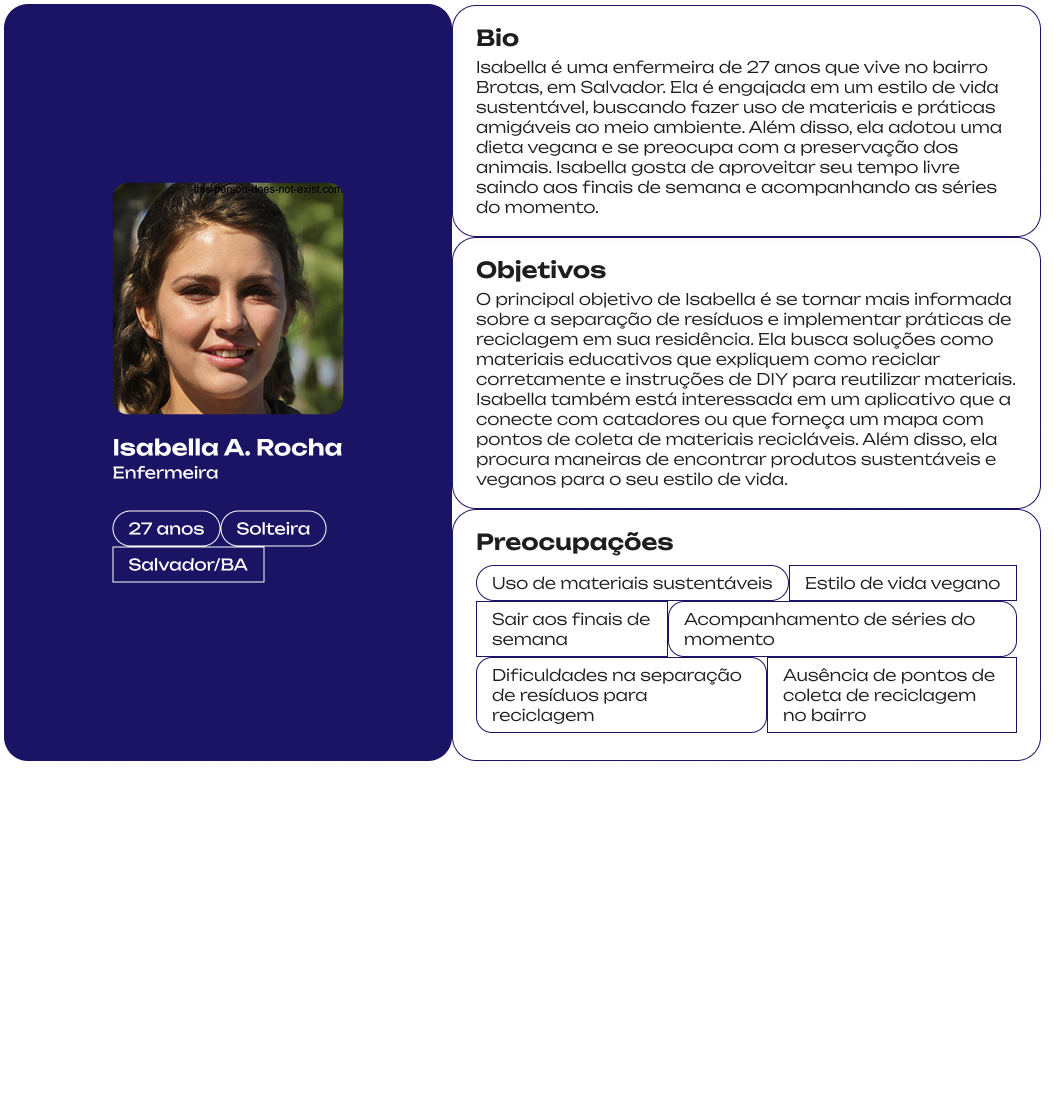 this-person-does-not-exist.com
Isabella A. Rocha
Enfermeira
27 anos
Solteira
Salvador/BA
Bio
Isabella é uma enfermeira de 27 anos que vive no bairro
Brotas, em Salvador. Ela é engajada em um estilo de vida
sustentável, buscando fazer uso de materiais e práticas
amigáveis ao meio ambiente. Além disso, ela adotou uma
dieta vegana e se preocupa com a preservação dos
animais. Isabella gosta de aproveitar seu tempo livre
saindo aos finais de semana e acompanhando as séries
do momento.
Objetivos
O principal objetivo de Isabella é se tornar mais informada
sobre a separação de resíduos e implementar práticas de
reciclagem em sua residência. Ela busca soluções como
materiais educativos que expliquem como reciclar
corretamente e instruções de DIY para reutilizar materiais.
Isabella também está interessada em um aplicativo que a
conecte com catadores ou que forneça um mapa com
pontos de coleta de materiais recicláveis. Além disso, ela
procura maneiras de encontrar produtos sustentáveis e
veganos para o seu estilo de vida.
Preocupações
Uso de materiais sustentáveis
Estilo de vida vegano
Sair aos finais de
semana
Acompanhamento de séries do
momento
Dificuldades na separação
de resíduos para
reciclagem
Ausência de pontos de
coleta de reciclagem
no bairro